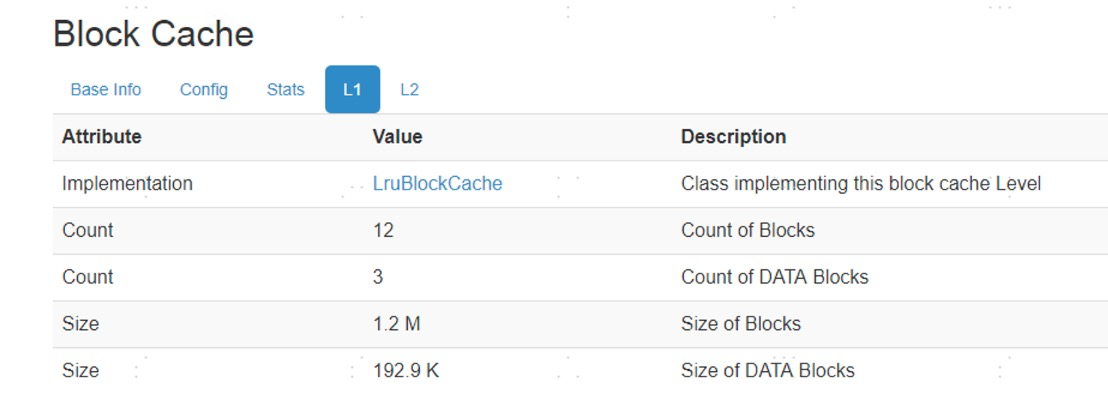 Block Cache
Base Info Config Stats L1 L2
Attribute Value Description
Implementation LruBlockCache Class implementing this block cache Level
Count 12 Count of Blocks
Count 3 Count of DATA Blocks
Size 1.2 M Size of Blocks
Size 192.9 K Size of DATA Blocks